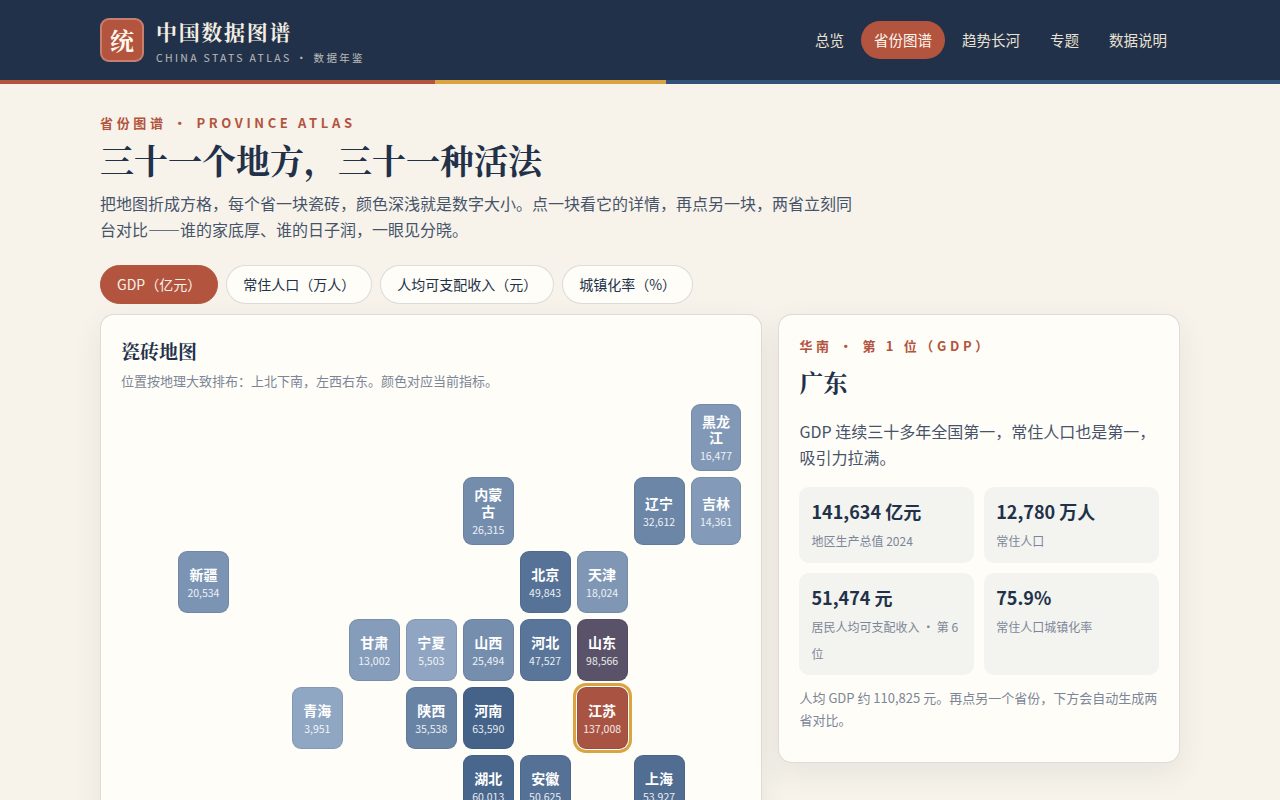 统
中国数据图谱
CHINA STATS ATLAS · 数据年鉴
总览
省份图谱
趋势长河
专题
数据说明
省份图谱 · PROVINCE ATLAS
三十一个地方，三十一种活法
把地图折成方格，每个省一块瓷砖，颜色深浅就是数字大小。点一块看它的详情，再点另一块，两省立刻同
台对比——谁的家底厚、谁的日子润，一眼见分晓。
GDP（亿元）
常住人口（万人）
人均可支配收入（元）
城镇化率（%）
瓷砖地图
位置按地理大致排布：上北下南，左西右东。颜色对应当前指标。
黑龙
江
16,477
内蒙
古
26,315
辽宁
32,612
吉林
14,361
新疆
20,534
北京
49,843
天津
18,024
甘肃
13,002
宁夏
5,503
山西
25,494
河北
47,527
山东
98,566
青海
3,951
陕西
35,538
河南
63,590
江苏
137,008
湖北
60,013
安徽
50,625
上海
53,927
华南 · 第 1 位（GDP）
广东
GDP 连续三十多年全国第一，常住人口也是第一，
吸引力拉满。
141,634 亿元
地区生产总值 2024
12,780 万人
常住人口
51,474 元
居民人均可支配收入 · 第 6
位
75.9%
常住人口城镇化率
人均 GDP 约 110,825 元。再点另一个省份，下方会自动生成两
省对比。